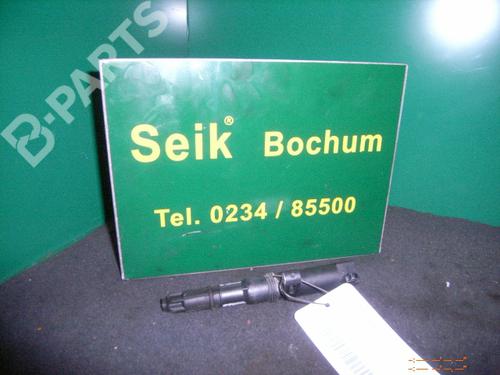 B-PARTS
Seik® Bochum
Tel. 0234 / 85500